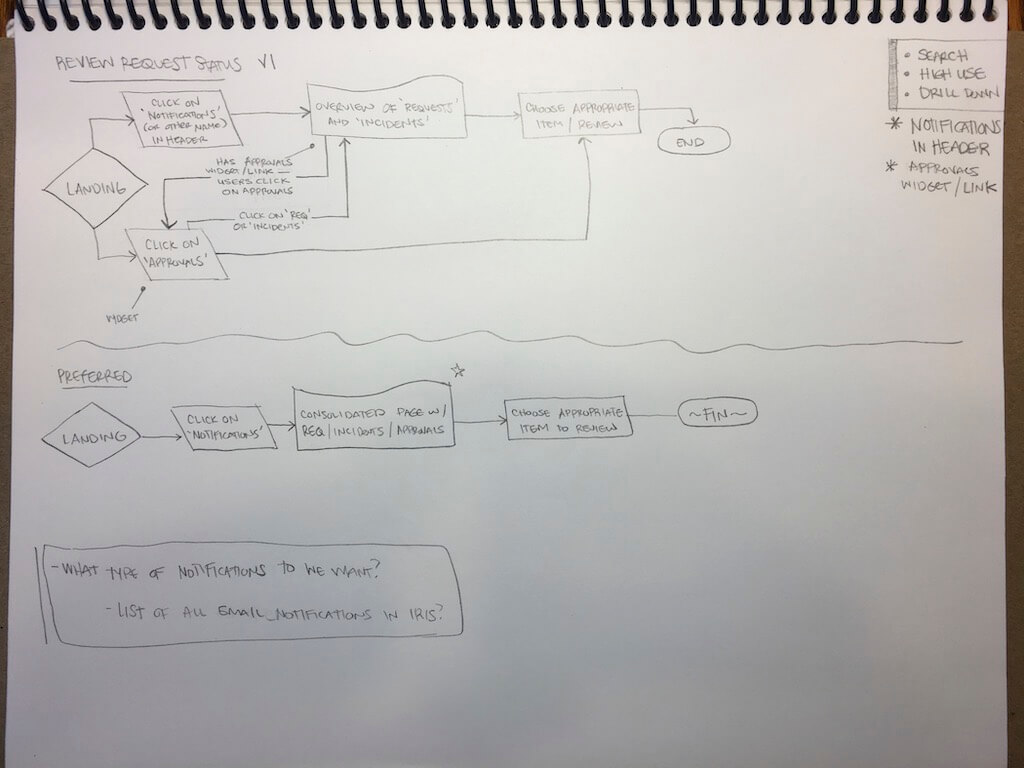 REVIEW REQUEST STATUS V1
CLICK ON
'NOTIFICATIONS'
(OR OTHER NAME)
IN HEADER
OVERVIEW OF 'REQUESTS'
AND 'INCIDENTS'
CHOOSE APPROPRIATE
ITEM / REVIEW
END
LANDING
HAS APPROVALS
WIDGET/LINK —
USERS CLICK
ON APPROVALS
CLICK ON 'REQ'
OR 'INCIDENTS'
CLICK ON
'APPROVALS'
WIDGET
• SEARCH
• HIGH USE
• DRILL DOWN
* NOTIFICATIONS
IN HEADER
* APPROVALS
WIDGET/LINK
PREFERRED
LANDING
CLICK ON
'NOTIFICATIONS'
CONSOLIDATED PAGE W/
REQ/INCIDENTS/APPROVALS
CHOOSE APPROPRIATE
ITEM TO REVIEW
~FIN~
- WHAT TYPE OF NOTIFICATIONS TO WE WANT?
- LIST OF ALL EMAIL NOTIFICATIONS IN IRIS?